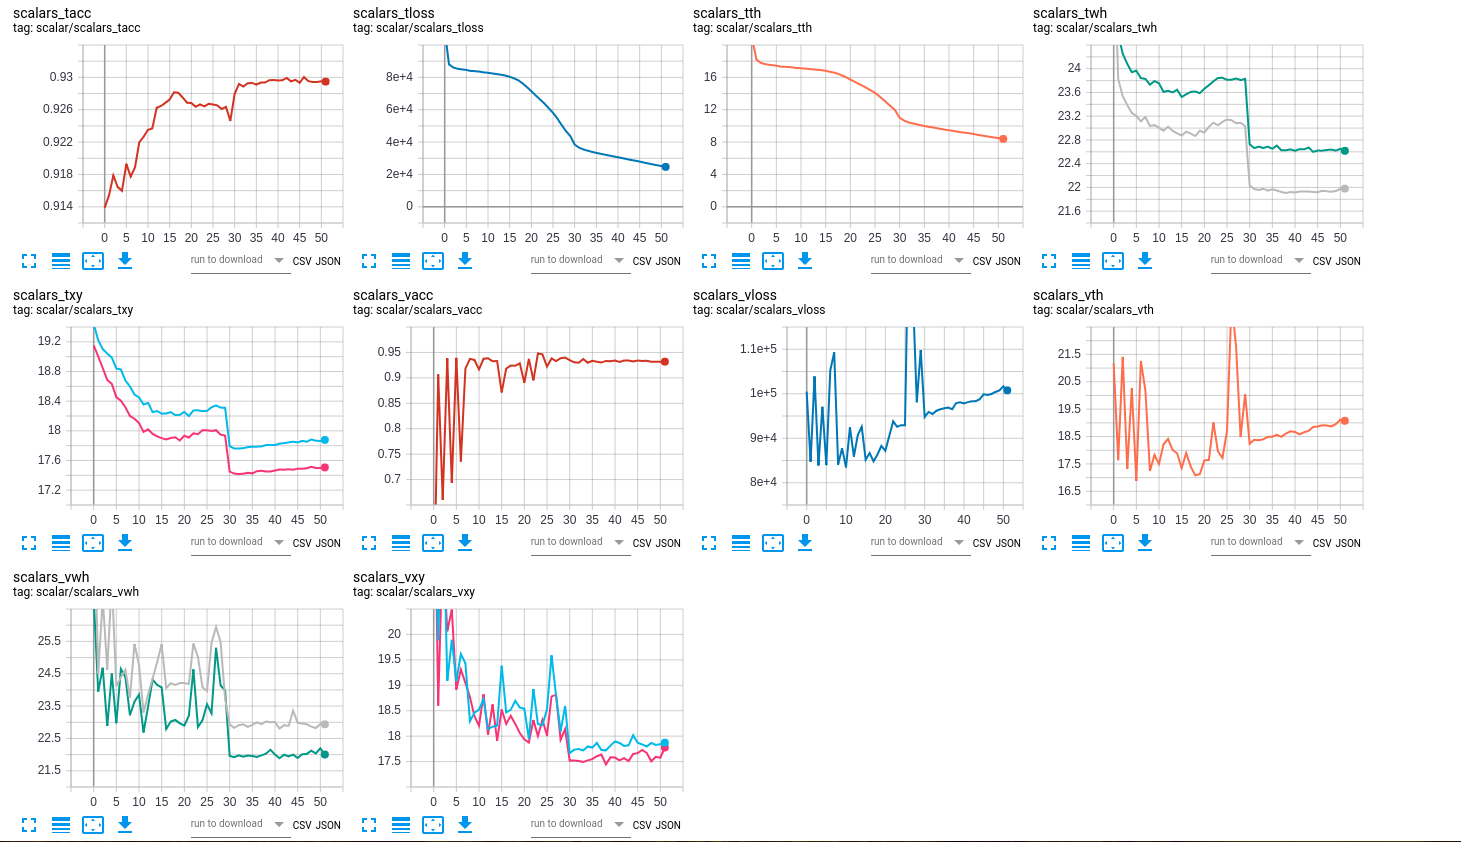 scalars_tacc
tag: scalar/scalars_tacc
0.93
0.926
0.922
0.918
0.914
0 5 10 15 20 25 30 35 40 45 50
run to download CSV JSON
scalars_tloss
tag: scalar/scalars_tloss
8e+4
6e+4
4e+4
2e+4
0
0 5 10 15 20 25 30 35 40 45 50
run to download CSV JSON
scalars_tth
tag: scalar/scalars_tth
16
12
8
4
0
0 5 10 15 20 25 30 35 40 45 50
run to download CSV JSON
scalars_twh
tag: scalar/scalars_twh
24
23.6
23.2
22.8
22.4
22
21.6
0 5 10 15 20 25 30 35 40 45 50
run to download CSV JSON
scalars_txy
tag: scalar/scalars_txy
19.2
18.8
18.4
18
17.6
17.2
0 5 10 15 20 25 30 35 40 45 50
run to download CSV JSON
scalars_vacc
tag: scalar/scalars_vacc
0.95
0.9
0.85
0.8
0.75
0.7
0 5 10 15 20 25 30 35 40 45 50
run to download CSV JSON
scalars_vloss
tag: scalar/scalars_vloss
1.1e+5
1e+5
9e+4
8e+4
0 10 20 30 40 50
run to download CSV JSON
scalars_vth
tag: scalar/scalars_vth
21.5
20.5
19.5
18.5
17.5
16.5
0 5 10 15 20 25 30 35 40 45 50
run to download CSV JSON
scalars_vwh
tag: scalar/scalars_vwh
25.5
24.5
23.5
22.5
21.5
0 5 10 15 20 25 30 35 40 45 50
run to download CSV JSON
scalars_vxy
tag: scalar/scalars_vxy
20
19.5
19
18.5
18
17.5
0 5 10 15 20 25 30 35 40 45 50
run to download CSV JSON